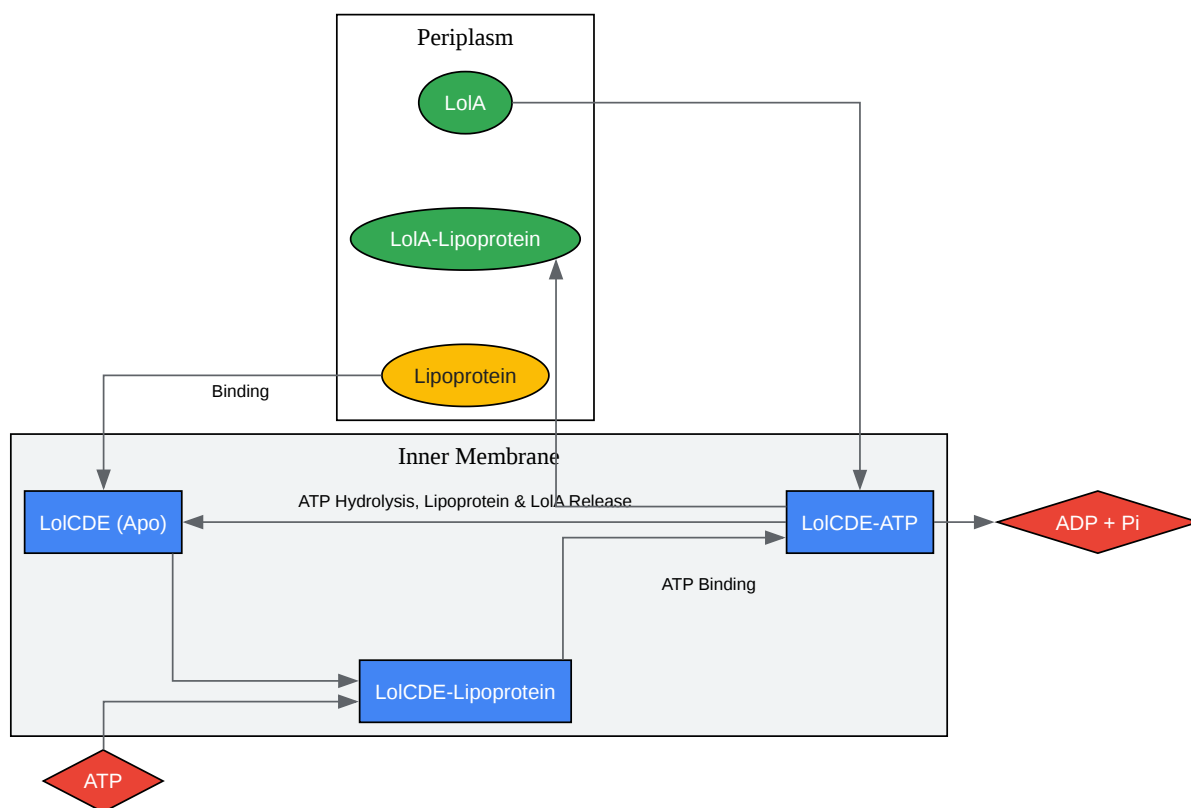 Periplasm
LolA
LolA-Lipoprotein
Lipoprotein
Binding
Inner Membrane
ATP Hydrolysis, Lipoprotein & LolA Release
LolCDE (Apo)
LolCDE-ATP
ADP + Pi
ATP Binding
LolCDE-Lipoprotein
ATP